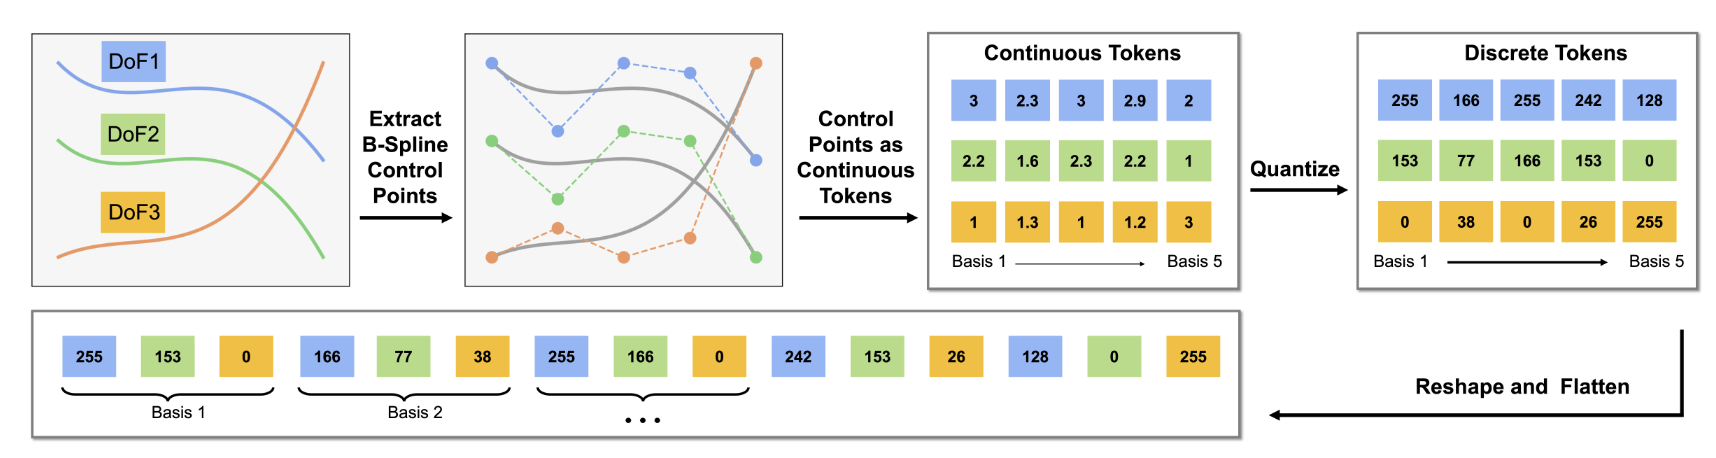 DoF1
DoF2
DoF3
Extract
B-Spline
Control
Points
Control
Points as
Continuous
Tokens
Continuous Tokens
3 2.3 3 2.9 2
2.2 1.6 2.3 2.2 1
1 1.3 1 1.2 3
Basis 1 Basis 5
Quantize
Discrete Tokens
255 166 255 242 128
153 77 166 153 0
0 38 0 26 255
Basis 1 Basis 5
Reshape and Flatten
255 153 0 166 77 38 255 166 0 242 153 26 128 0 255
Basis 1 Basis 2 ...